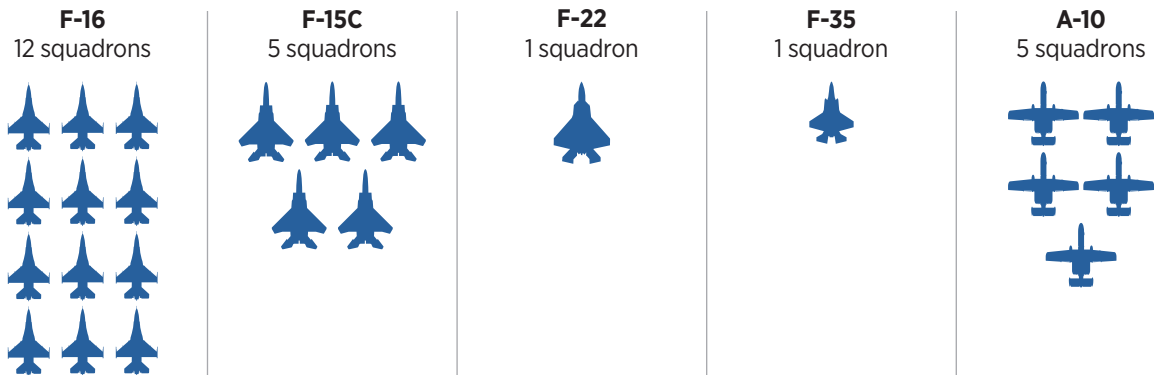 F-16
12 squadrons
F-15C
5 squadrons
F-22
1 squadron
F-35
1 squadron
A-10
5 squadrons